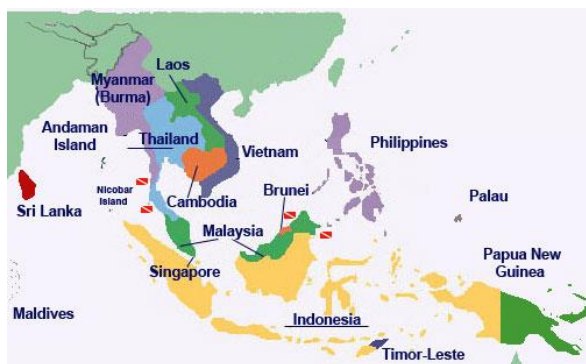 Laos
Myanmar
(Burma)
Andaman
Island
Thailand
Vietnam
Philippines
Nicobar
Island
Cambodia
Brunei
Sri Lanka
Palau
Malaysia
Singapore
Papua New
Guinea
Maldives
Indonesia
Timor-Leste